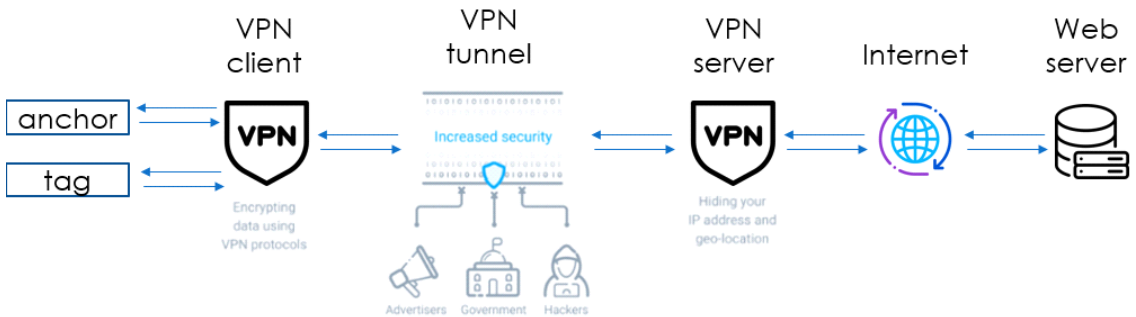 VPN
client
VPN
tunnel
VPN
server
Internet
Web
server
anchor
tag
VPN
Encrypting
data using
VPN protocols
10101010101010101010101
Increased security
Advertisers
Government
Hackers
VPN
Hiding your
IP address and
geo-location